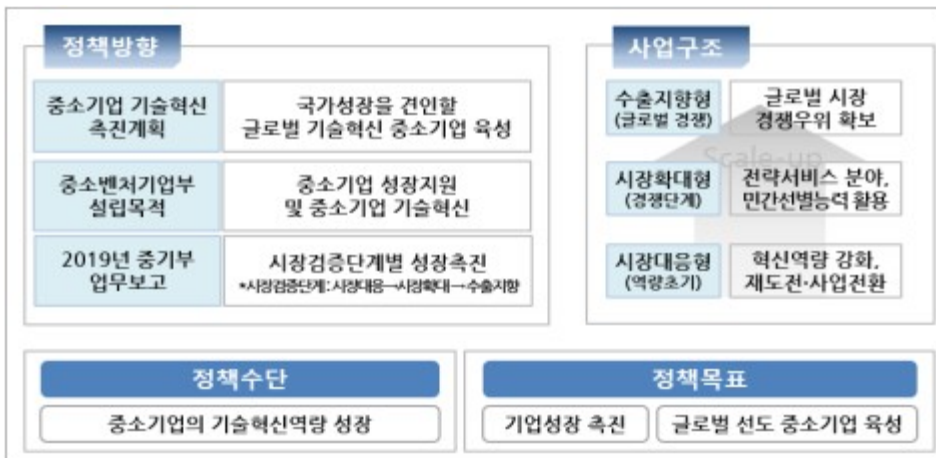 정책방향
중소기업 기술혁신
촉진계획
국가성장을 견인할
글로벌 기술혁신 중소기업 육성
중소벤처기업부
설립목적
중소기업 성장지원
및 중소기업 기술혁신
2019년 중기부
업무보고
시장검증단계별 성장촉진
*시장검증단계:시장대응→시장확대→수출지향
사업구조
수출지향형
(글로벌 경쟁)
글로벌 시장
경쟁우위 확보
Scale-up
시장확대형
(경쟁단계)
전략서비스 분야,
민간선별능력 활용
시장대응형
(역량초기)
혁신역량 강화,
재도전·사업전환
정책수단
중소기업의 기술혁신역량 성장
정책목표
기업성장 촉진
글로벌 선도 중소기업 육성